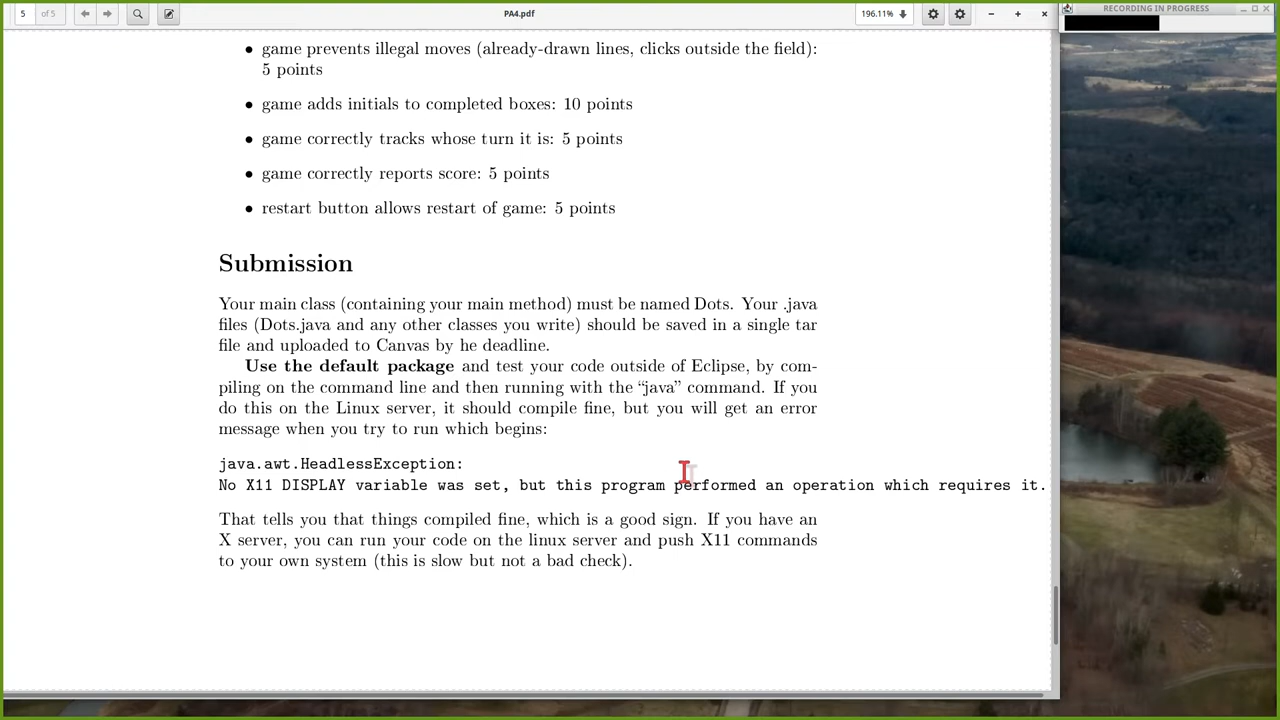 5 of 5 PA4.pdf 196.11%
RECORDING IN PROGRESS
• game prevents illegal moves (already-drawn lines, clicks outside the field):
5 points
• game adds initials to completed boxes: 10 points
• game correctly tracks whose turn it is: 5 points
• game correctly reports score: 5 points
• restart button allows restart of game: 5 points
Submission
Your main class (containing your main method) must be named Dots. Your .java
files (Dots.java and any other classes you write) should be saved in a single tar
file and uploaded to Canvas by he deadline.
Use the default package and test your code outside of Eclipse, by com-
piling on the command line and then running with the “java” command. If you
do this on the Linux server, it should compile fine, but you will get an error
message when you try to run which begins:
java.awt.HeadlessException:
No X11 DISPLAY variable was set, but this program performed an operation which requires it.
That tells you that things compiled fine, which is a good sign. If you have an
X server, you can run your code on the linux server and push X11 commands
to your own system (this is slow but not a bad check).